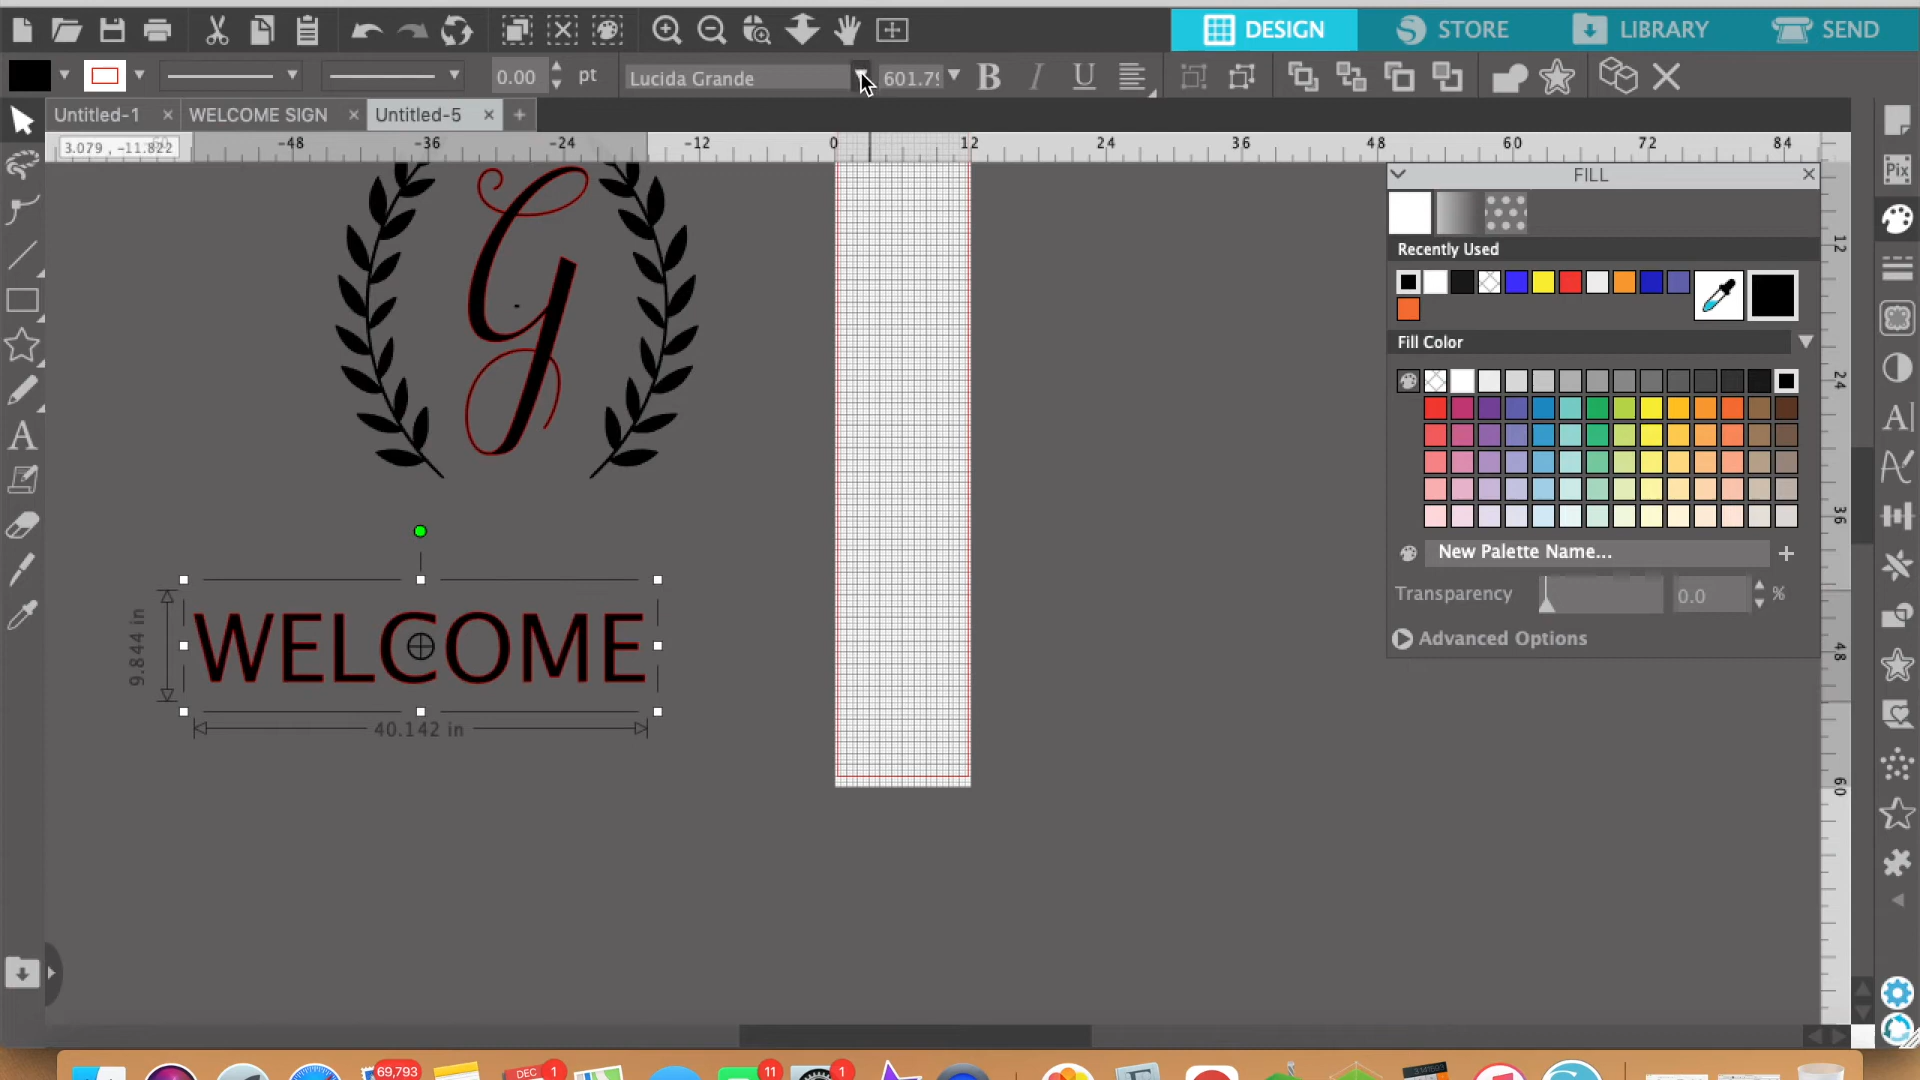 DESIGN
STORE
LIBRARY
SEND
0.00 pt
Lucida Grande
601.79
B I U
Untitled-1
WELCOME SIGN
Untitled-5
3.079 , -11.822
-48 -36 -24 -12 0 12 24 36 48 60 72 84
FILL
Pix
Recently Used
12
Fill Color
24
A
36
New Palette Name...
Transparency
0.0 %
Advanced Options
48
60
G
WELCOME
9.844 in
40.142 in
69,793
DEC
1
11
1